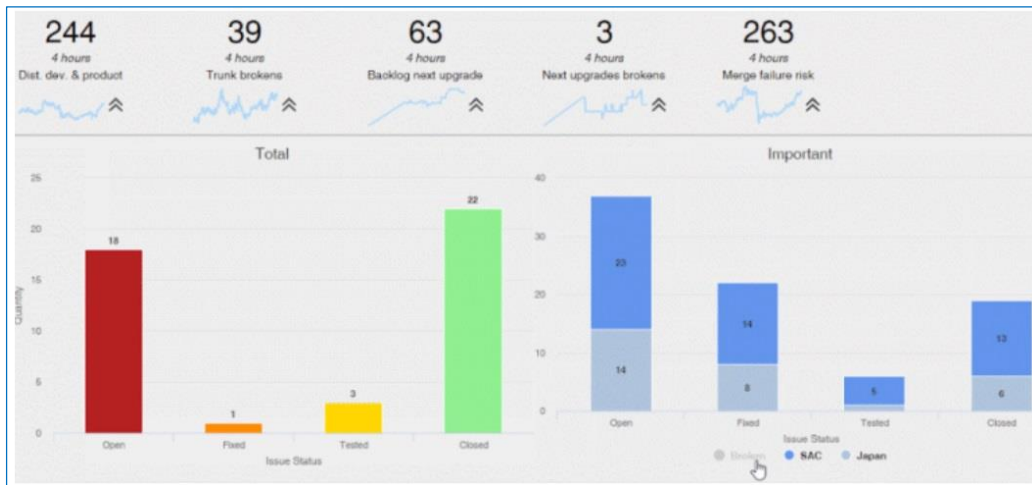 244
4 hours
Dist. dev. & product
39
4 hours
Trunk brokens
63
4 hours
Backlog next upgrade
3
4 hours
Next upgrades brokens
263
4 hours
Merge failure risk
Total
25
20
15
10
5
0
Quantity
18
1
3
22
Open
Fixed
Tested
Closed
Issue Status
Important
40
30
20
10
0
23
14
14
8
5
13
6
Open
Fixed
Tested
Closed
Issue Status
Broken
SAC
Japan